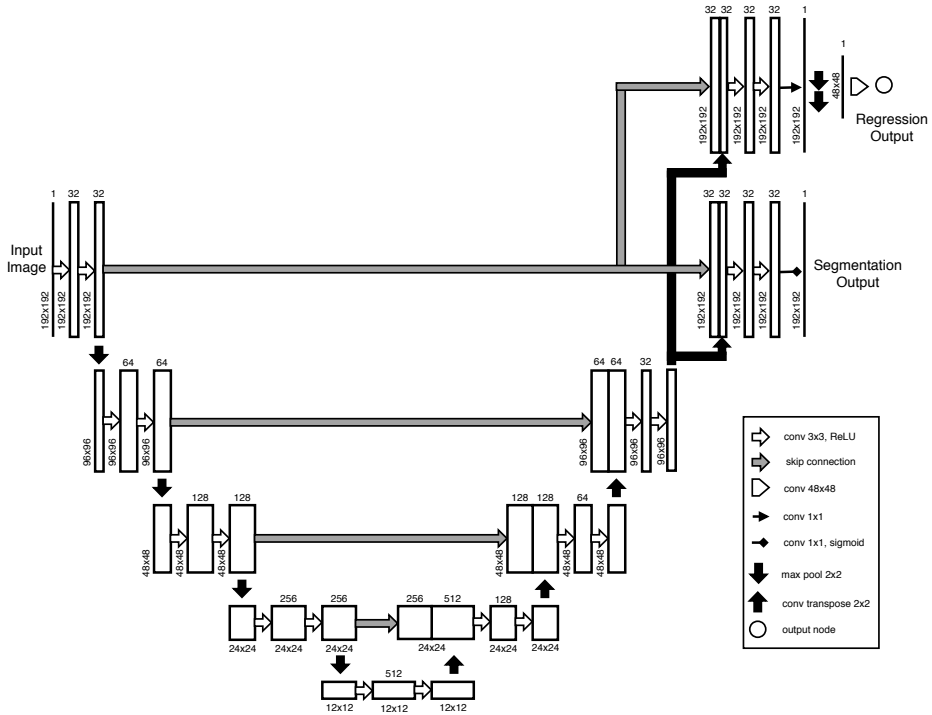 32 32 32 32 1
192x192 192x192 192x192 192x192
1
48x48
Regression
Output
1 32 32
Input
Image
192x192 192x192 192x192
32 32 32 32 1
192x192 192x192 192x192 192x192
Segmentation
Output
64 64
96x96 96x96 96x96
64 64 32
96x96 96x96 96x96
128 128
48x48 48x48 48x48
128 128 64
48x48 48x48 48x48
256 256
24x24 24x24 24x24
256 512 128
24x24 24x24 24x24
512
12x12 12x12 12x12
conv 3x3, ReLU
skip connection
conv 48x48
conv 1x1
conv 1x1, sigmoid
max pool 2x2
conv transpose 2x2
output node